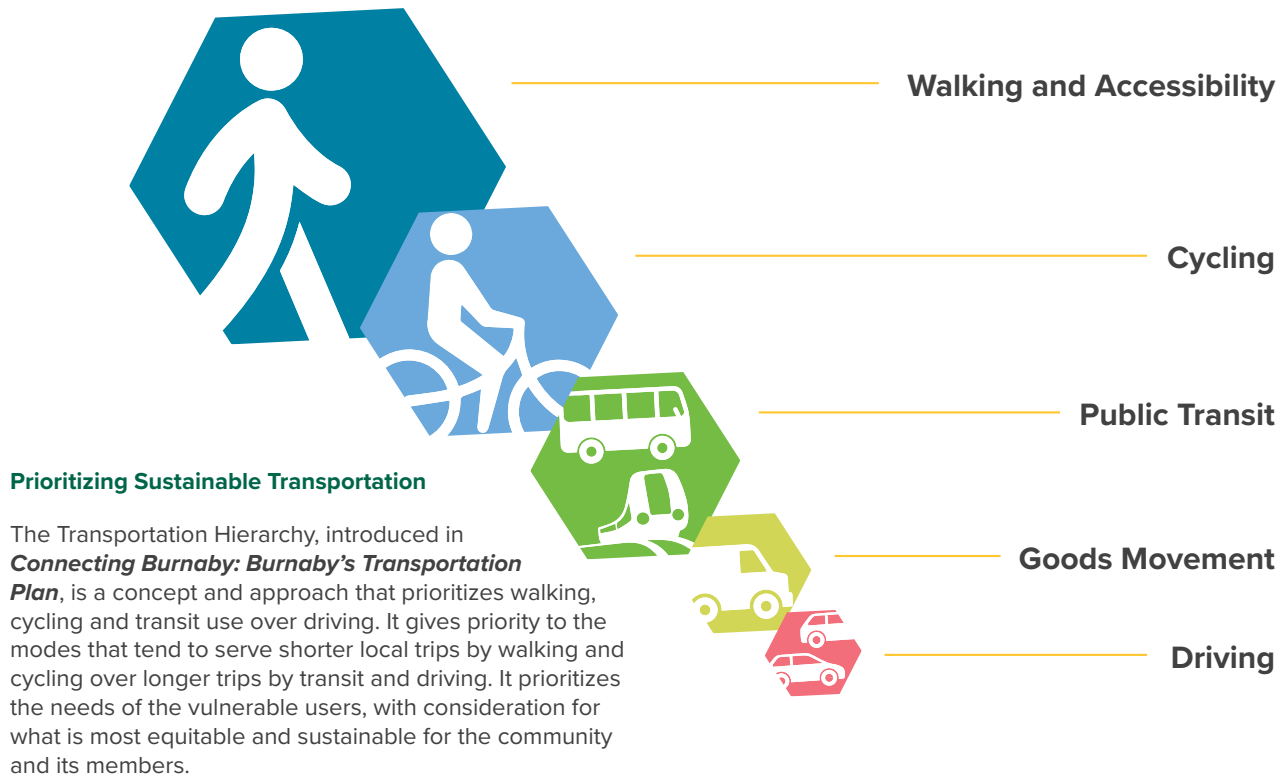 Walking and Accessibility
Cycling
Public Transit
Goods Movement
Driving
Prioritizing Sustainable Transportation
The Transportation Hierarchy, introduced in
Connecting Burnaby: Burnaby’s Transportation
Plan, is a concept and approach that prioritizes walking,
cycling and transit use over driving. It gives priority to the
modes that tend to serve shorter local trips by walking and
cycling over longer trips by transit and driving. It prioritizes
the needs of the vulnerable users, with consideration for
what is most equitable and sustainable for the community
and its members.